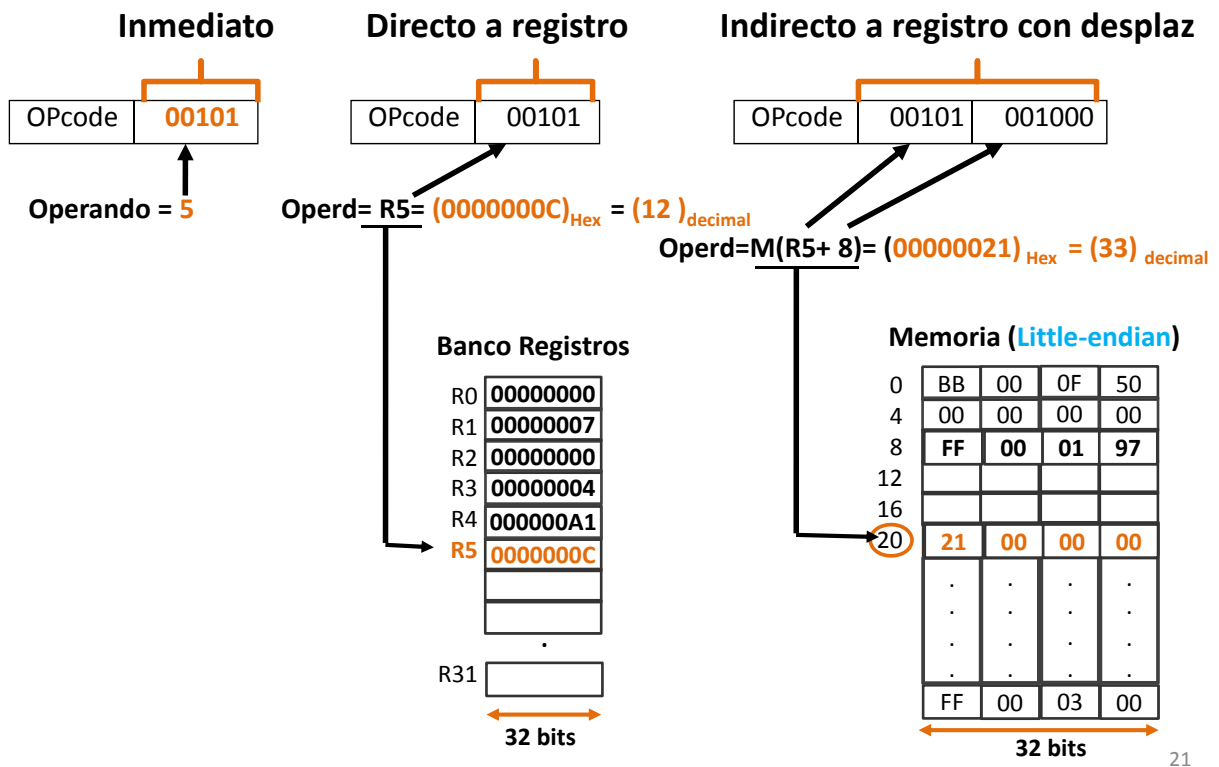 Inmediato
Directo a registro
Indirecto a registro con desplaz
OPcode 00101
OPcode 00101
OPcode 00101 001000
Operando = 5
Operd= R5= (0000000C)Hex = (12 )decimal
Operd=M(R5+ 8)= (00000021) Hex = (33) decimal
Banco Registros
R0 00000000
R1 00000007
R2 00000000
R3 00000004
R4 000000A1
R5 0000000C
.
R31
32 bits
Memoria (Little-endian)
0 BB 00 0F 50
4 00 00 00 00
8 FF 00 01 97
12
16
20 21 00 00 00
. . . .
. . . .
. . . .
. . . .
FF 00 03 00
32 bits
21